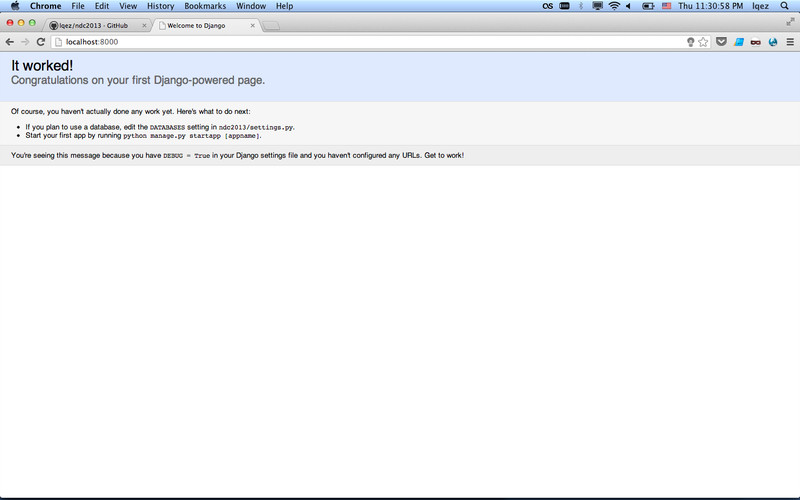 Chrome File Edit View History Bookmarks Window Help Thu 11:30:58 PM lqez
lqez/ndc2013 - GitHub Welcome to Django
localhost:8000
It worked!
Congratulations on your first Django-powered page.
Of course, you haven't actually done any work yet. Here's what to do next:
If you plan to use a database, edit the DATABASES setting in ndc2013/settings.py.
Start your first app by running python manage.py startapp [appname].
You're seeing this message because you have DEBUG = True in your Django settings file and you haven't configured any URLs. Get to work!